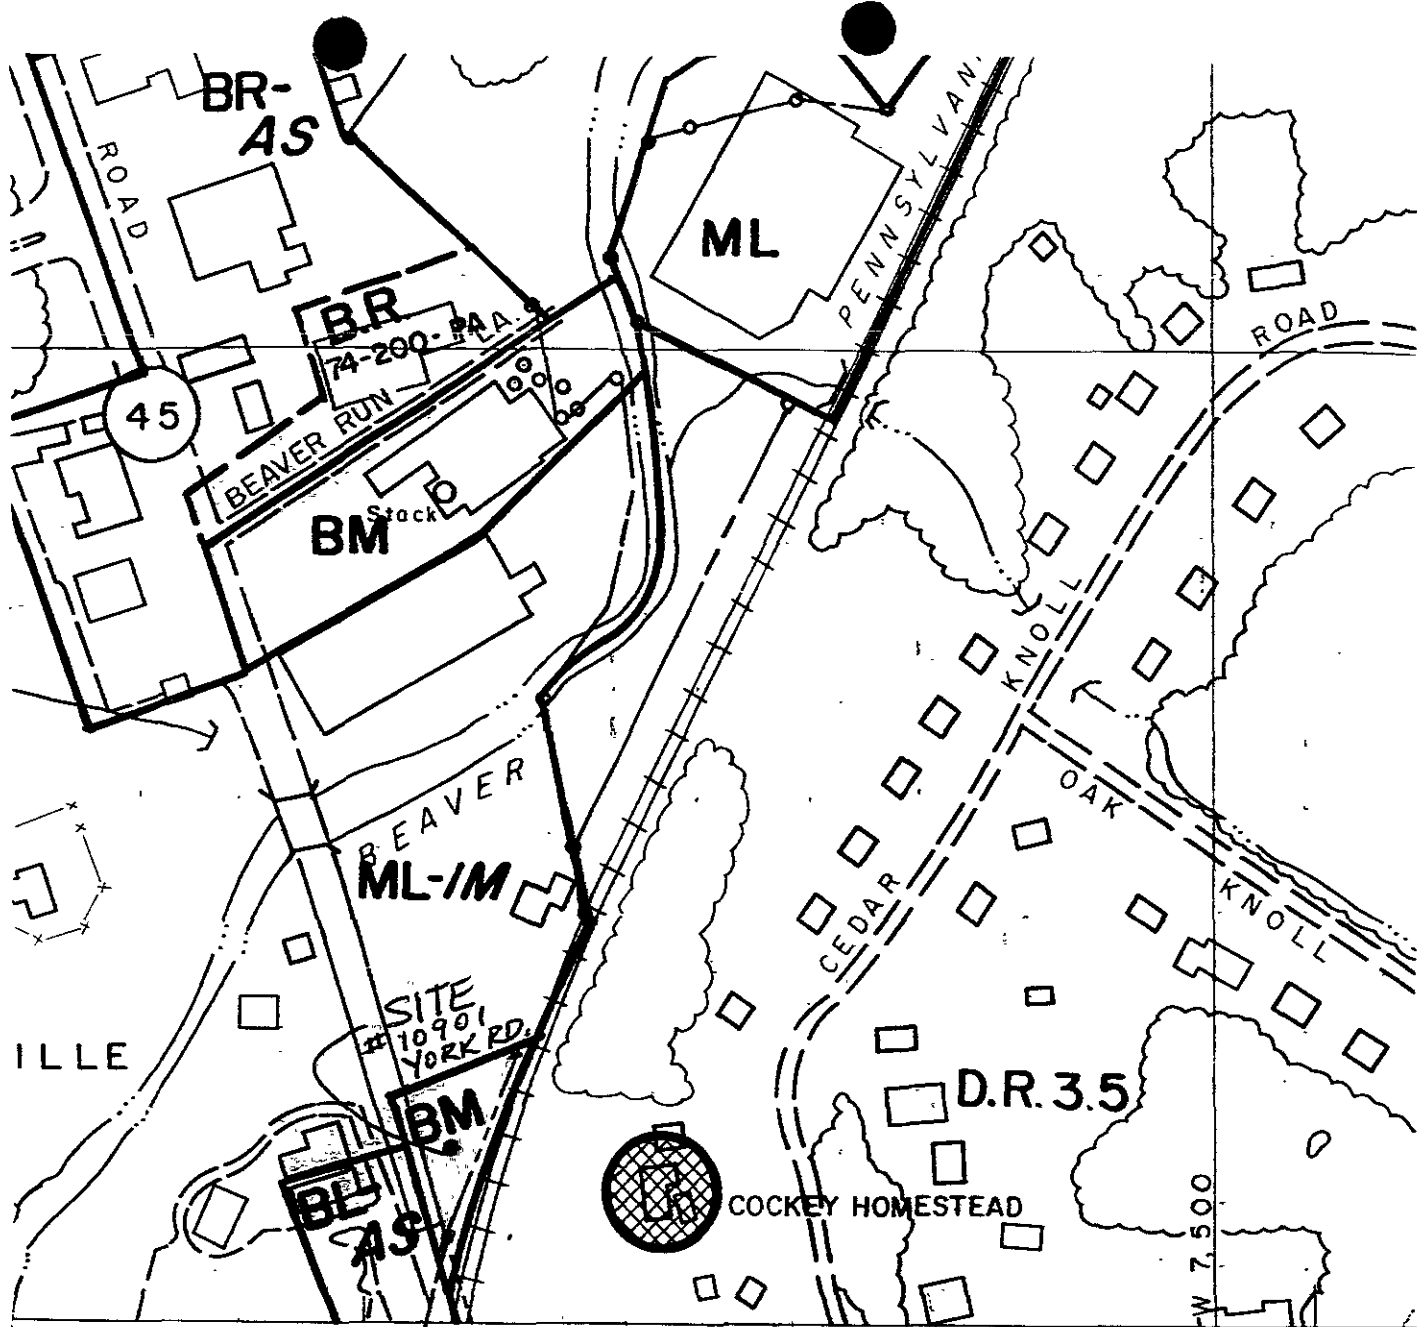 BR-
AS
ROAD
PENNSYLVAN
ML
B.R
74-200-
ROAD
45
BEAVER RUN LA.
Stack
BM
KNOLL
OAK
KNOLL
BEAVER
ML-IM
CEDAR
SITE
# 10901
YORK RD.
ILLE
BM
D.R. 3.5
BL-
AS
COCKEY HOMESTEAD
W 7,500